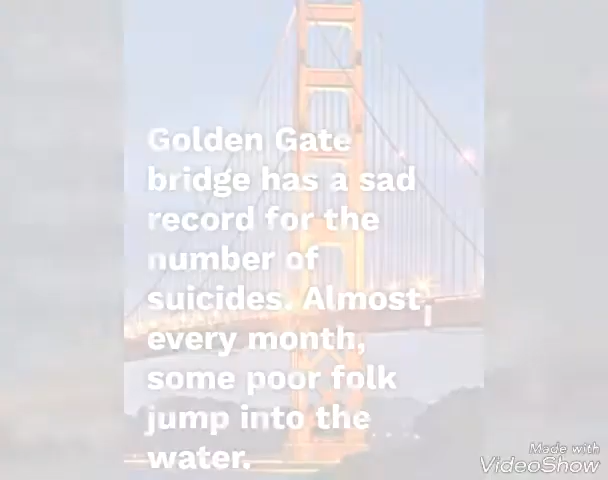 Golden Gate
bridge has a sad
record for the
number of
suicides. Almost
every month,
some poor folk
jump into the
water.
Made with
VideoShow